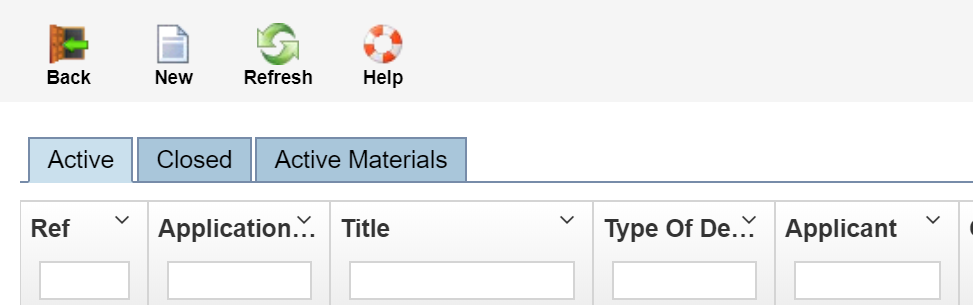 Back New Refresh Help
Active Closed Active Materials
Ref Application... Title Type Of De... Applicant